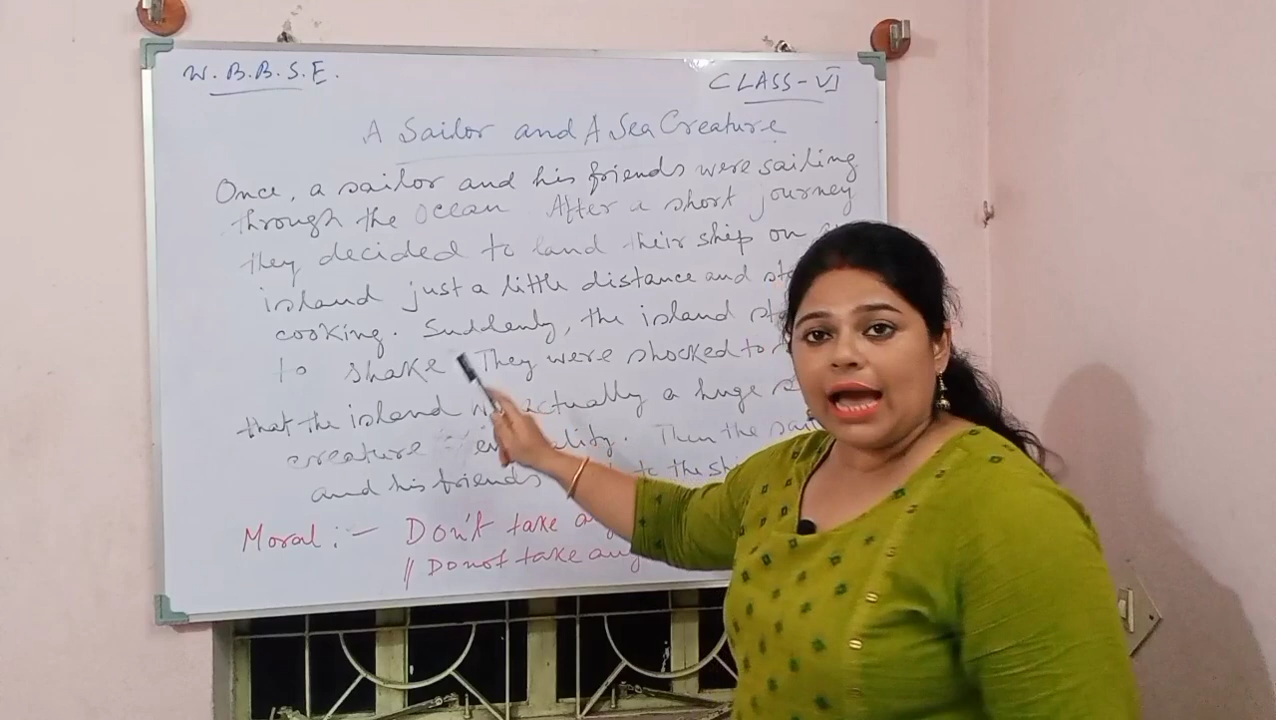 W.B.B.S.E.
CLASS-VI
A Sailor and A Sea Creature
Once, a sailor and his friends were sailing
through the Ocean After a short journey
they decided to land their ship on
island just a little distance and
cooking. Suddenly, the island
to shake They were shocked to
that the island actually a huge
creature in reality. Then the
and his friends to the
Moral :- Don't take
// Do not take any